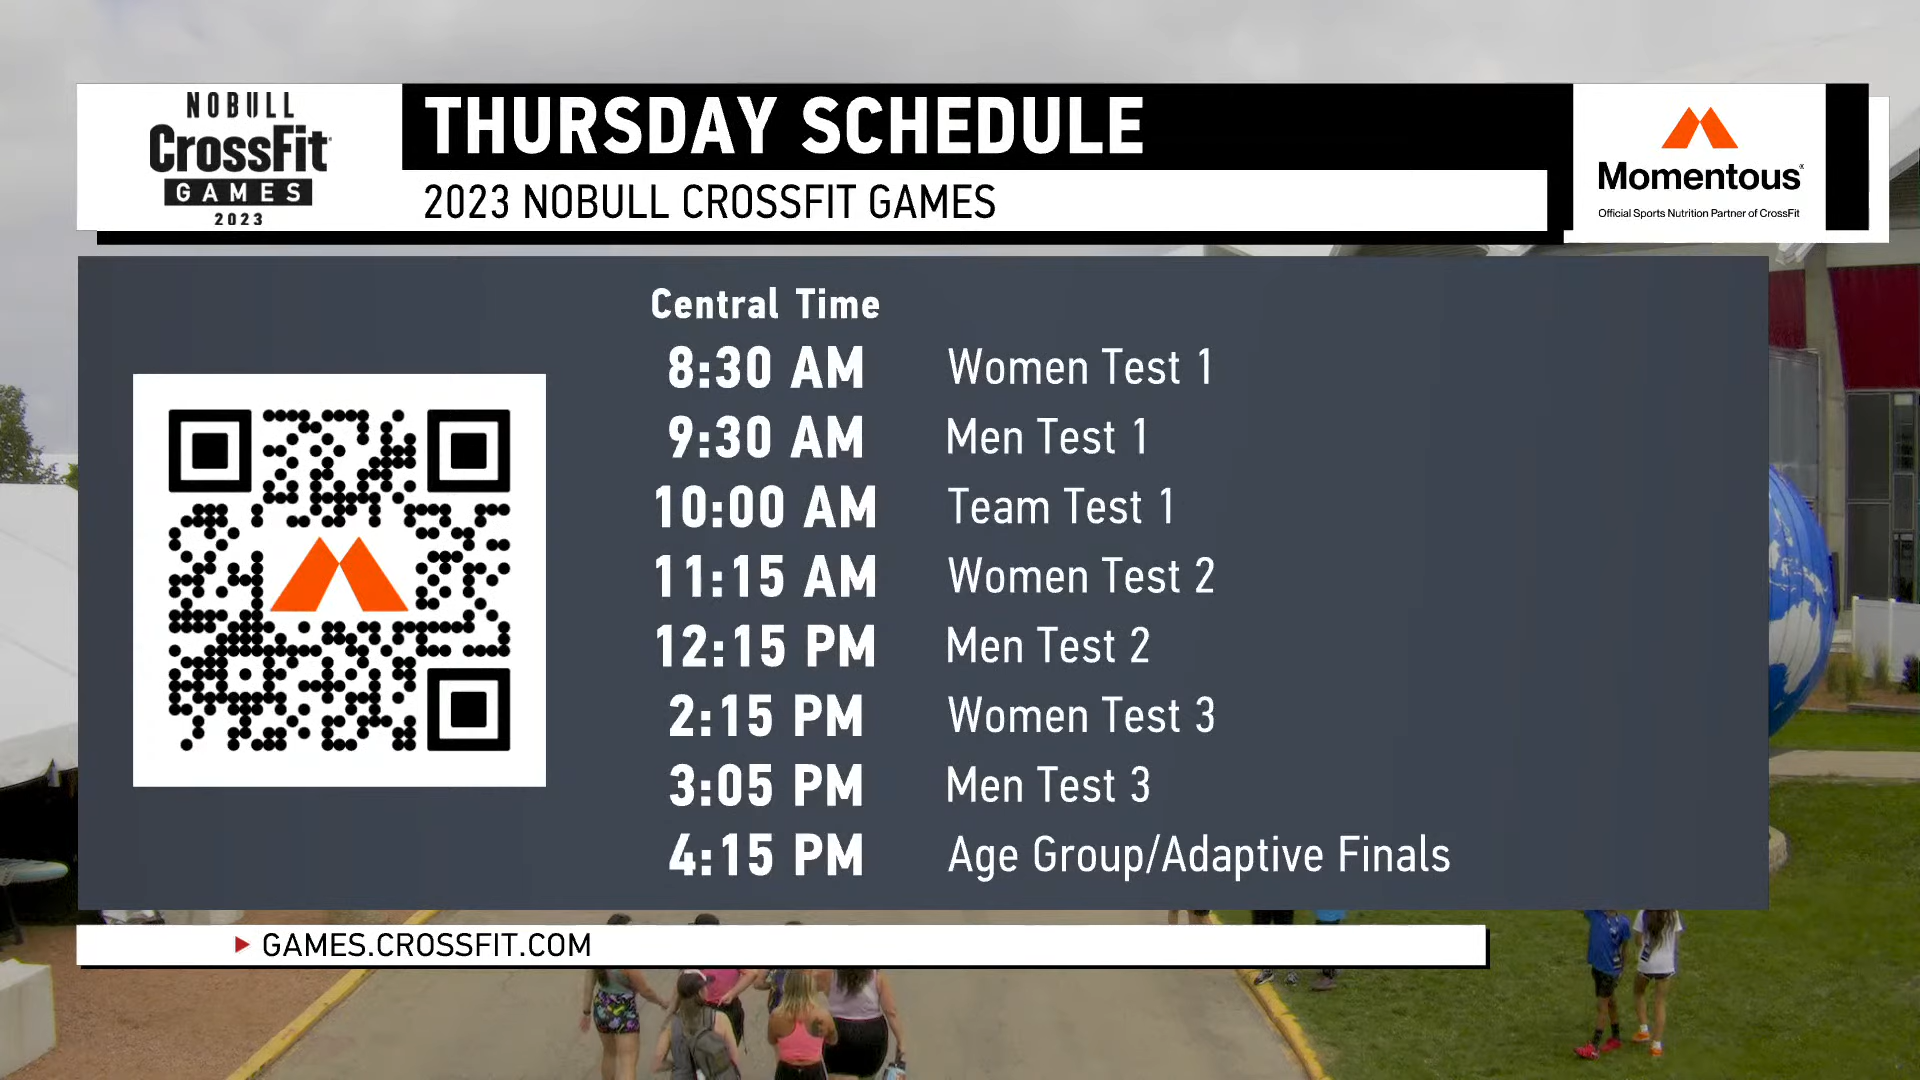 NOBULL
CrossFit
GAMES
2023
THURSDAY SCHEDULE
2023 NOBULL CROSSFIT GAMES
Momentous
Official Sports Nutrition Partner of CrossFit
Central Time
8:30 AM Women Test 1
9:30 AM Men Test 1
10:00 AM Team Test 1
11:15 AM Women Test 2
12:15 PM Men Test 2
2:15 PM Women Test 3
3:05 PM Men Test 3
4:15 PM Age Group/Adaptive Finals
GAMES.CROSSFIT.COM